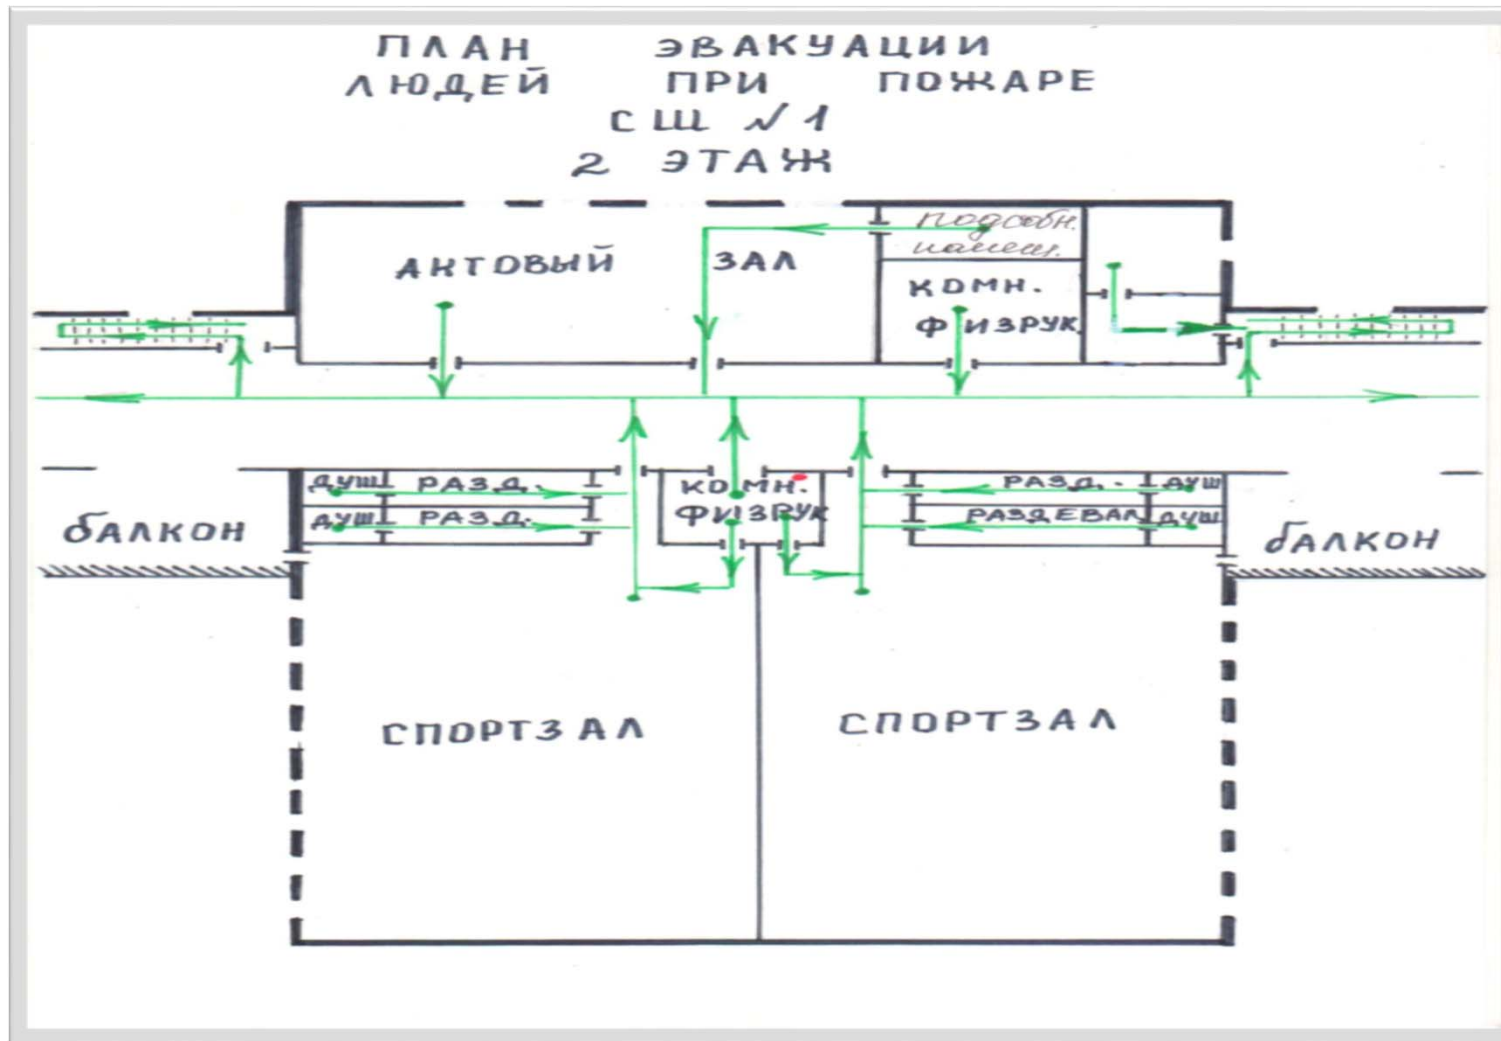 ПЛАН ЭВАКУАЦИИ
ЛЮДЕЙ ПРИ ПОЖАРЕ
СШ №1
2 ЭТАЖ
подсобн.
помещ.
АКТОВЫЙ ЗАЛ
КОМН.
ФИЗРУК
ДУШ РАЗД.
КОМН.
РАЗД. ДУШ
ДУШ РАЗД.
ФИЗРУК
РАЗДЕВАЛ ДУШ
БАЛКОН
БАЛКОН
СПОРТЗАЛ
СПОРТЗАЛ